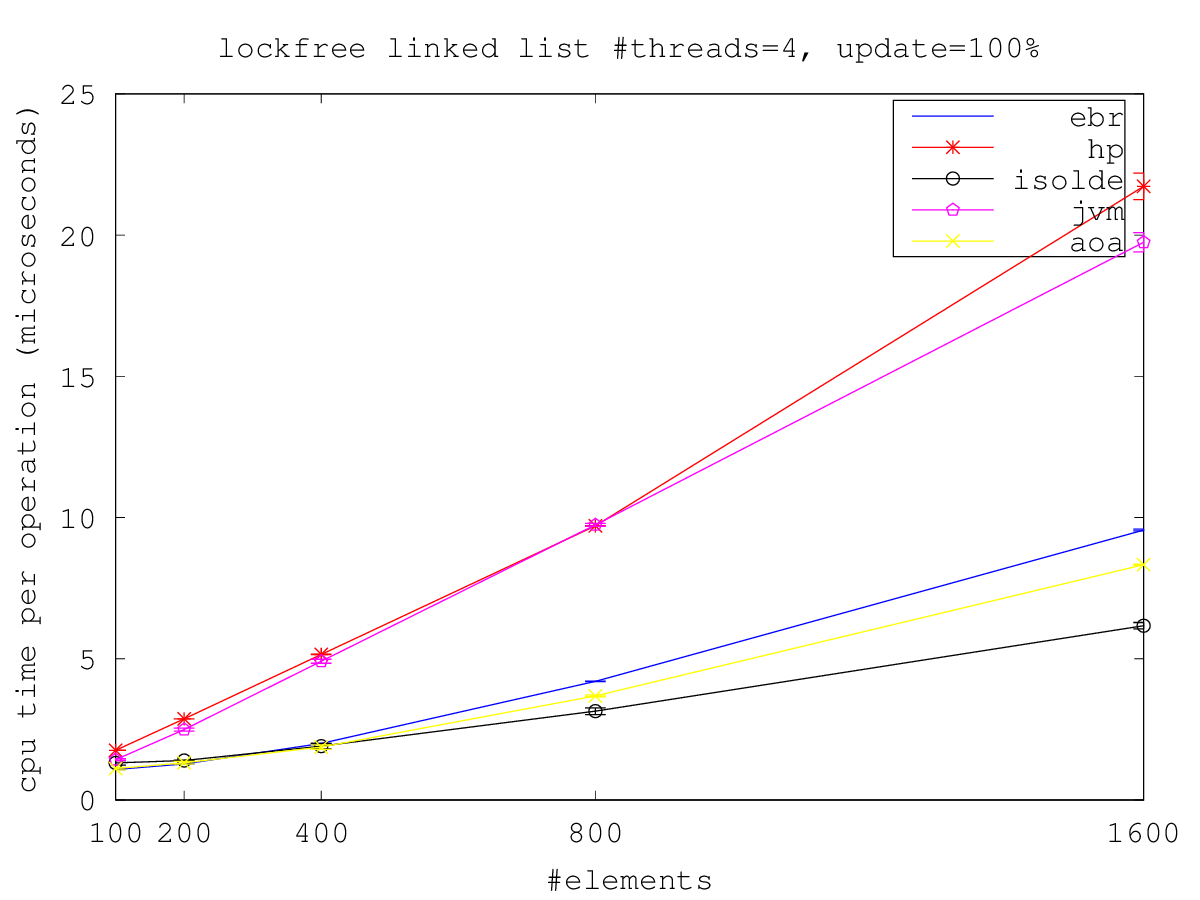 lockfree linked list #threads=4, update=100%
cpu time per operation (microseconds)
25
20
15
10
5
0
ebr
hp
isolde
jvm
aoa
100 200 400 800 1600
#elements